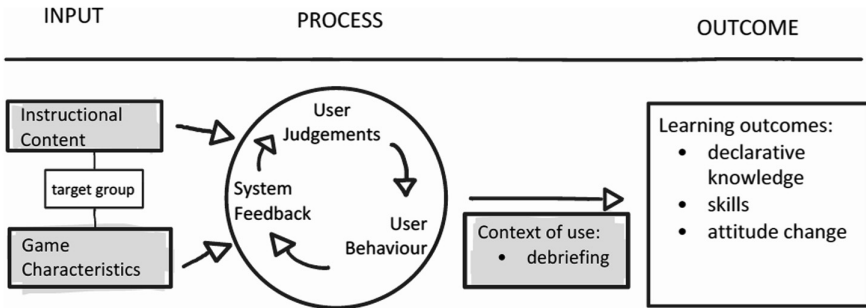 INPUT
PROCESS
OUTCOME
Instructional
Content
target group
Game
Characteristics
User
Judgements
System
Feedback
User
Behaviour
Context of use:
• debriefing
Learning outcomes:
• declarative
knowledge
• skills
• attitude change